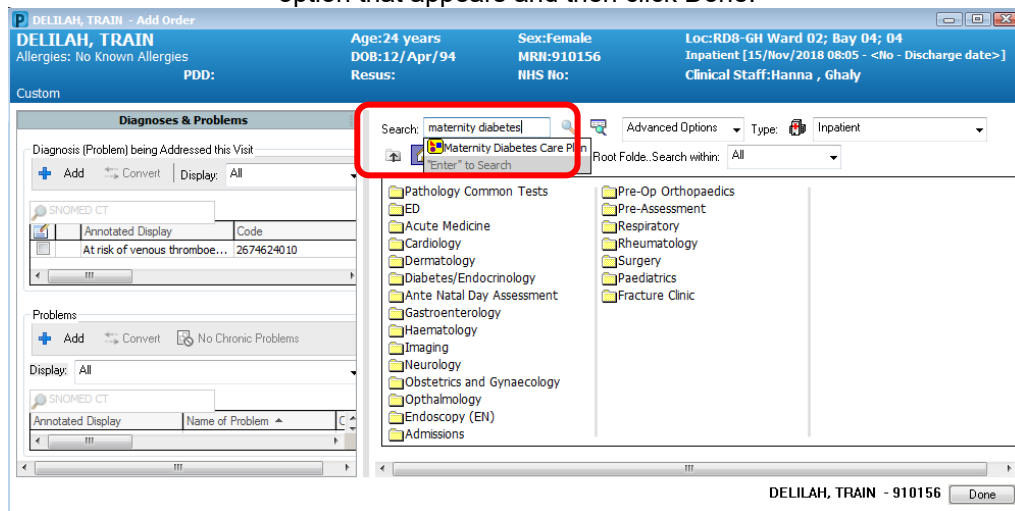 option that appears and then click Done.
DELILAH, TRAIN - Add Order
DELILAH, TRAIN Age:24 years Sex:Female Loc:RD8-GH Ward 02; Bay 04; 04
Allergies: No Known Allergies DOB:12/Apr/94 MRN:910156 Inpatient [15/Nov/2018 08:05 - <No - Discharge date>]
PDD: Resus: NHS No: Clinical Staff:Hanna , Ghaly
Custom
Diagnoses & Problems
Diagnosis (Problem) being Addressed this Visit
Add Convert Display: All
SNOMED CT
Annotated Display Code
At risk of venous thromboe... 2674624010
Problems
Add Convert No Chronic Problems
Display: All
SNOMED CT
Annotated Display Name of Problem C
Search: maternity diabetes Advanced Options Type: Inpatient
Maternity Diabetes Care Plan
"Enter" to Search
Root Folde..Search within: All
Pathology Common Tests
ED
Acute Medicine
Cardiology
Dermatology
Diabetes/Endocrinology
Ante Natal Day Assessment
Gastroenterology
Haematology
Imaging
Neurology
Obstetrics and Gynaecology
Opthalmology
Endoscopy (EN)
Admissions
Pre-Op Orthopaedics
Pre-Assessment
Respiratory
Rheumatology
Surgery
Paediatrics
Fracture Clinic
DELILAH, TRAIN - 910156 Done